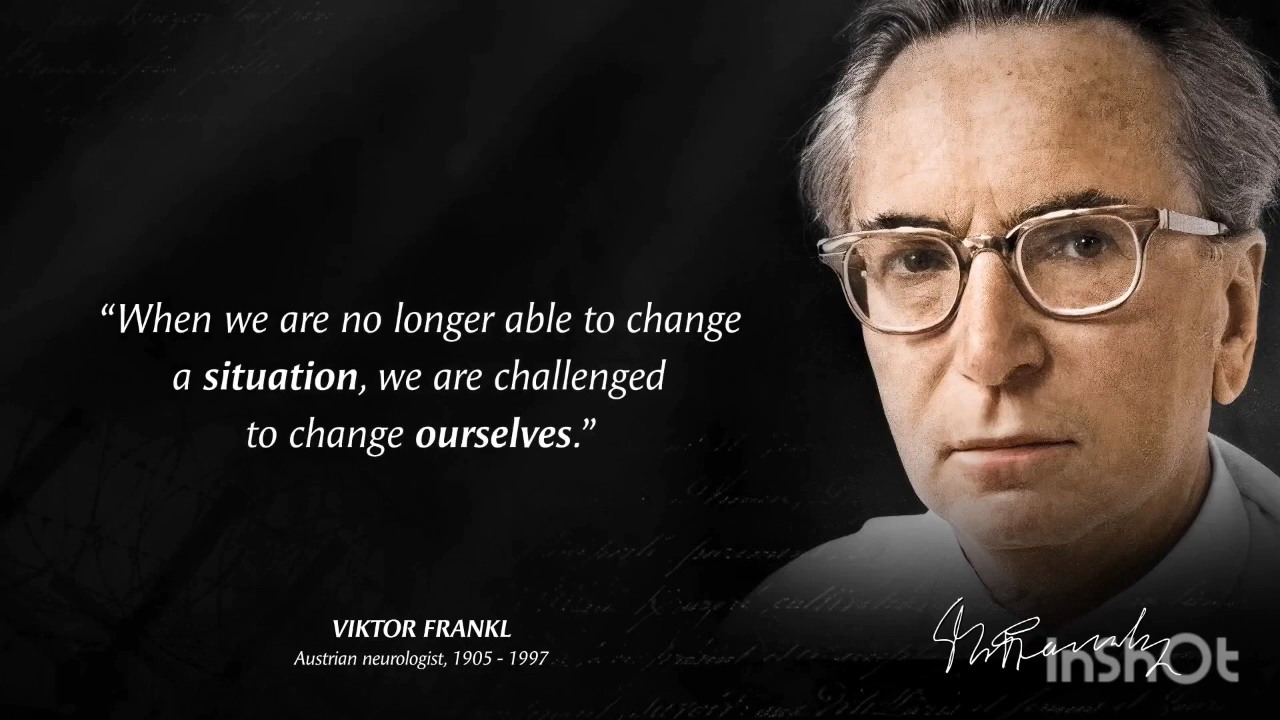 “When we are no longer able to change
a situation, we are challenged
to change ourselves.”
VIKTOR FRANKL
Austrian neurologist, 1905 - 1997
InshOt